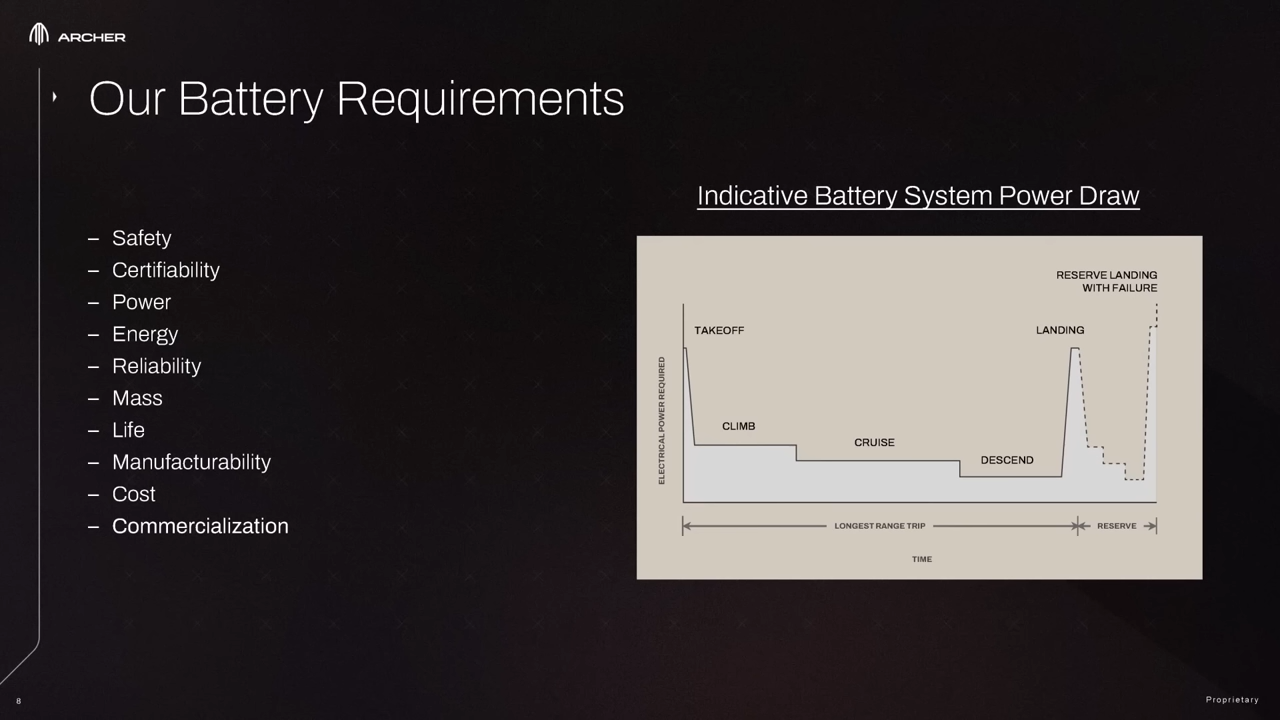 ARCHER
Our Battery Requirements
– Safety
– Certifiability
– Power
– Energy
– Reliability
– Mass
– Life
– Manufacturability
– Cost
– Commercialization
Indicative Battery System Power Draw
RESERVE LANDING
WITH FAILURE
TAKEOFF
LANDING
CLIMB
CRUISE
DESCEND
ELECTRICAL POWER REQUIRED
LONGEST RANGE TRIP
RESERVE
TIME
8
Proprietary